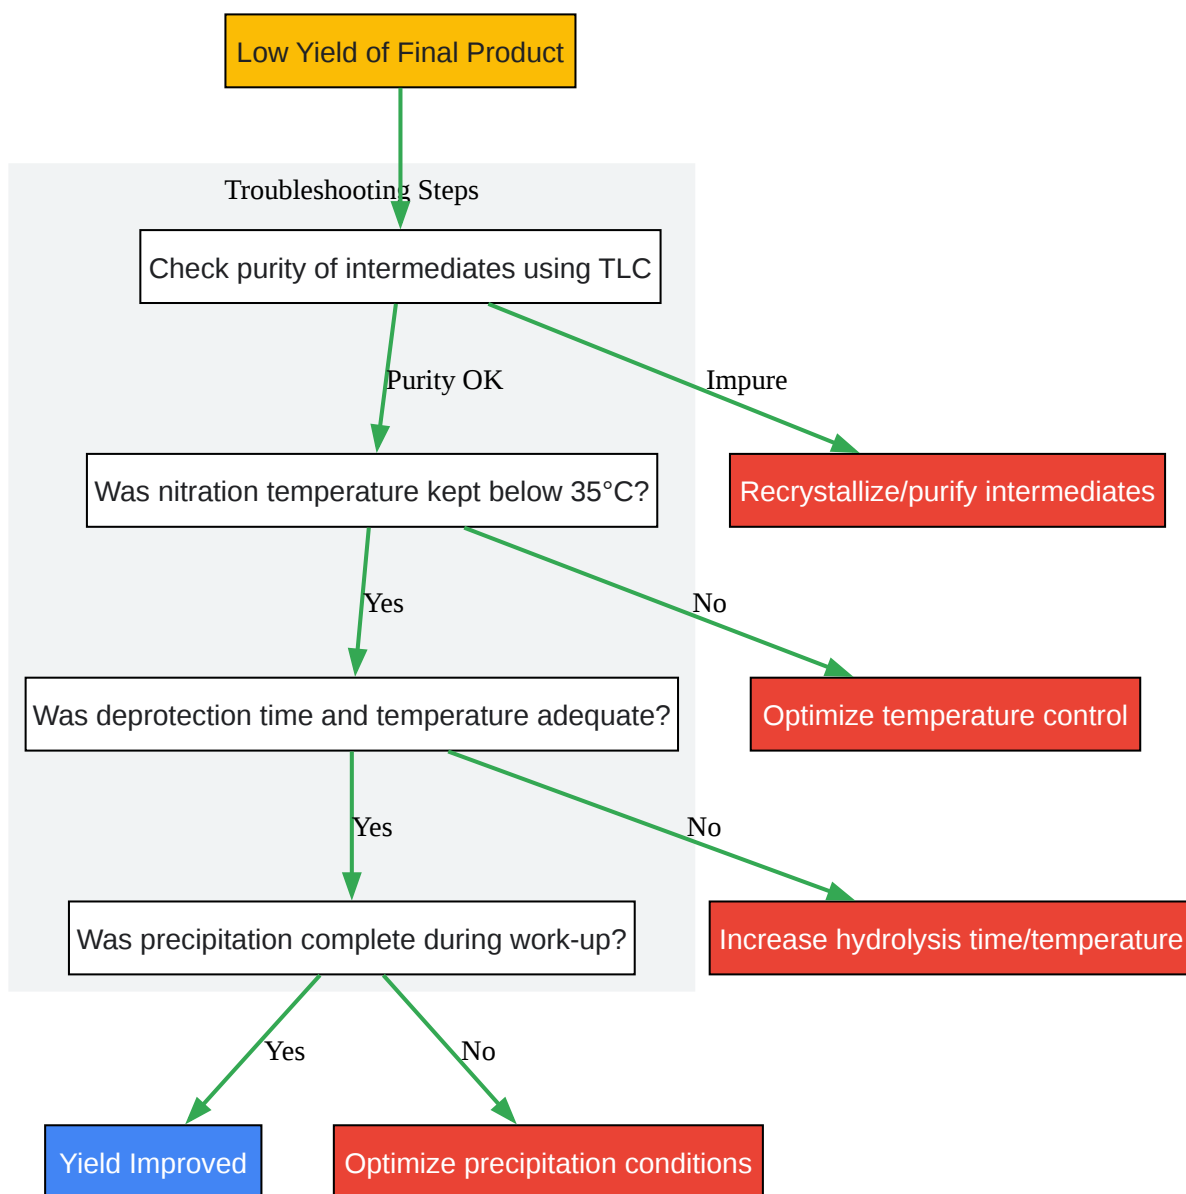 Low Yield of Final Product
Troubleshooting Steps
Check purity of intermediates using TLC
Purity OK
Impure
Was nitration temperature kept below 35°C?
Recrystallize/purify intermediates
Yes
No
Was deprotection time and temperature adequate?
Optimize temperature control
Yes
No
Was precipitation complete during work-up?
Increase hydrolysis time/temperature
Yes
No
Yield Improved
Optimize precipitation conditions